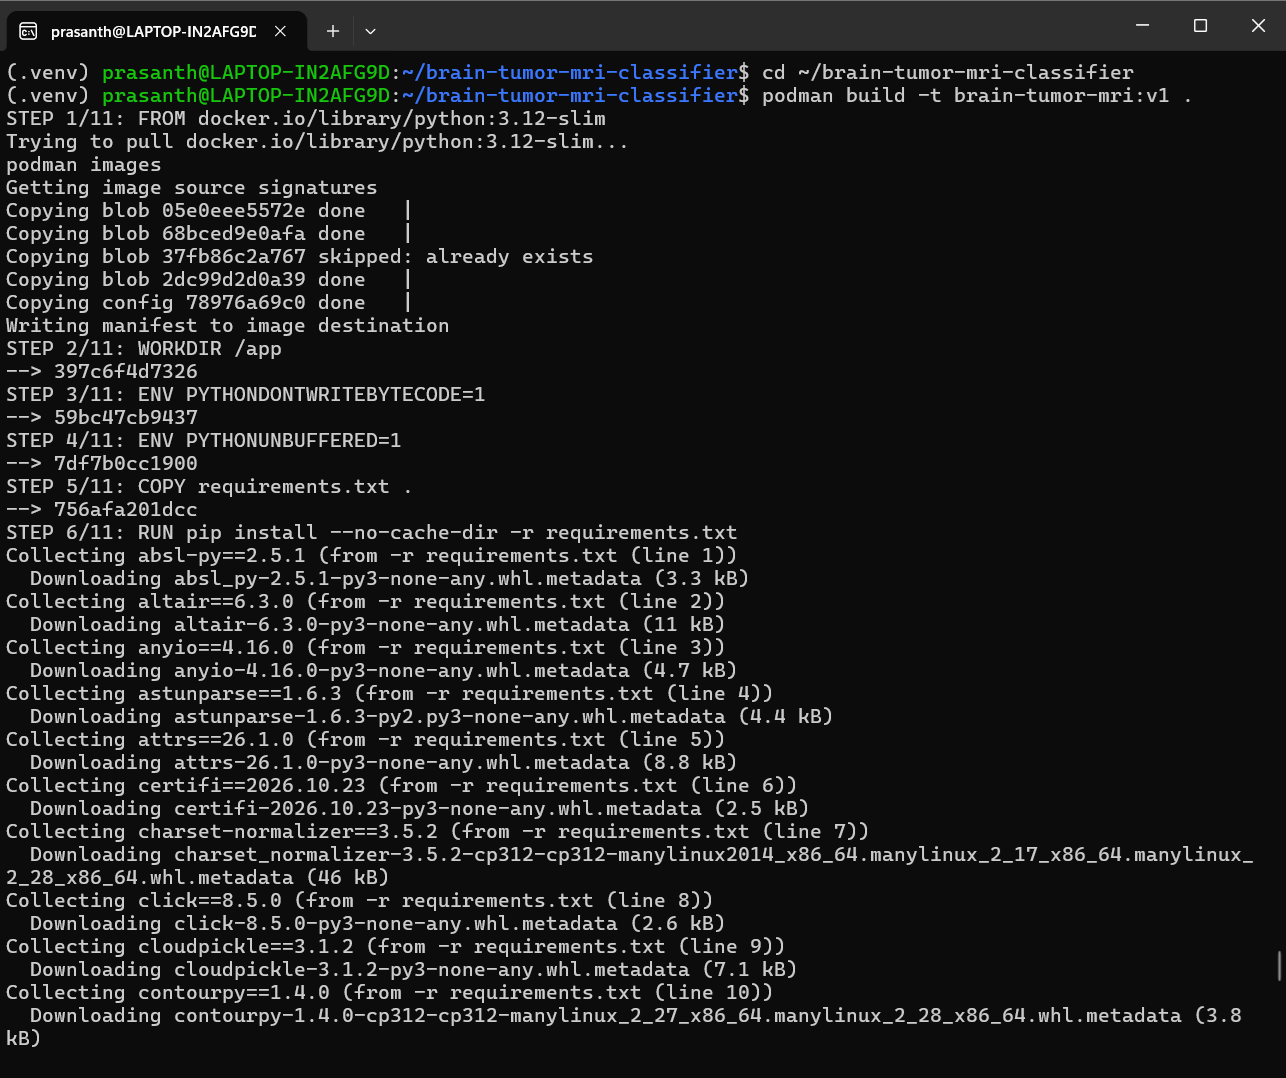 prasanth@LAPTOP-IN2AFG9D
(.venv) prasanth@LAPTOP-IN2AFG9D:~/brain-tumor-mri-classifier$ cd ~/brain-tumor-mri-classifier
(.venv) prasanth@LAPTOP-IN2AFG9D:~/brain-tumor-mri-classifier$ podman build -t brain-tumor-mri:v1 .
STEP 1/11: FROM docker.io/library/python:3.12-slim
Trying to pull docker.io/library/python:3.12-slim...
podman images
Getting image source signatures
Copying blob 05e0eee5572e done   |
Copying blob 68bced9e0afa done   |
Copying blob 37fb86c2a767 skipped: already exists
Copying blob 2dc99d2d0a39 done   |
Copying config 78976a69c0 done   |
Writing manifest to image destination
STEP 2/11: WORKDIR /app
--> 397c6f4d7326
STEP 3/11: ENV PYTHONDONTWRITEBYTECODE=1
--> 59bc47cb9437
STEP 4/11: ENV PYTHONUNBUFFERED=1
--> 7df7b0cc1900
STEP 5/11: COPY requirements.txt .
--> 756afa201dcc
STEP 6/11: RUN pip install --no-cache-dir -r requirements.txt
Collecting absl-py==2.5.1 (from -r requirements.txt (line 1))
  Downloading absl_py-2.5.1-py3-none-any.whl.metadata (3.3 kB)
Collecting altair==6.3.0 (from -r requirements.txt (line 2))
  Downloading altair-6.3.0-py3-none-any.whl.metadata (11 kB)
Collecting anyio==4.16.0 (from -r requirements.txt (line 3))
  Downloading anyio-4.16.0-py3-none-any.whl.metadata (4.7 kB)
Collecting astunparse==1.6.3 (from -r requirements.txt (line 4))
  Downloading astunparse-1.6.3-py2.py3-none-any.whl.metadata (4.4 kB)
Collecting attrs==26.1.0 (from -r requirements.txt (line 5))
  Downloading attrs-26.1.0-py3-none-any.whl.metadata (8.8 kB)
Collecting certifi==2026.10.23 (from -r requirements.txt (line 6))
  Downloading certifi-2026.10.23-py3-none-any.whl.metadata (2.5 kB)
Collecting charset-normalizer==3.5.2 (from -r requirements.txt (line 7))
  Downloading charset_normalizer-3.5.2-cp312-cp312-manylinux2014_x86_64.manylinux_2_17_x86_64.manylinux_
2_28_x86_64.whl.metadata (46 kB)
Collecting click==8.5.0 (from -r requirements.txt (line 8))
  Downloading click-8.5.0-py3-none-any.whl.metadata (2.6 kB)
Collecting cloudpickle==3.1.2 (from -r requirements.txt (line 9))
  Downloading cloudpickle-3.1.2-py3-none-any.whl.metadata (7.1 kB)
Collecting contourpy==1.4.0 (from -r requirements.txt (line 10))
  Downloading contourpy-1.4.0-cp312-cp312-manylinux_2_27_x86_64.manylinux_2_28_x86_64.whl.metadata (3.8
kB)